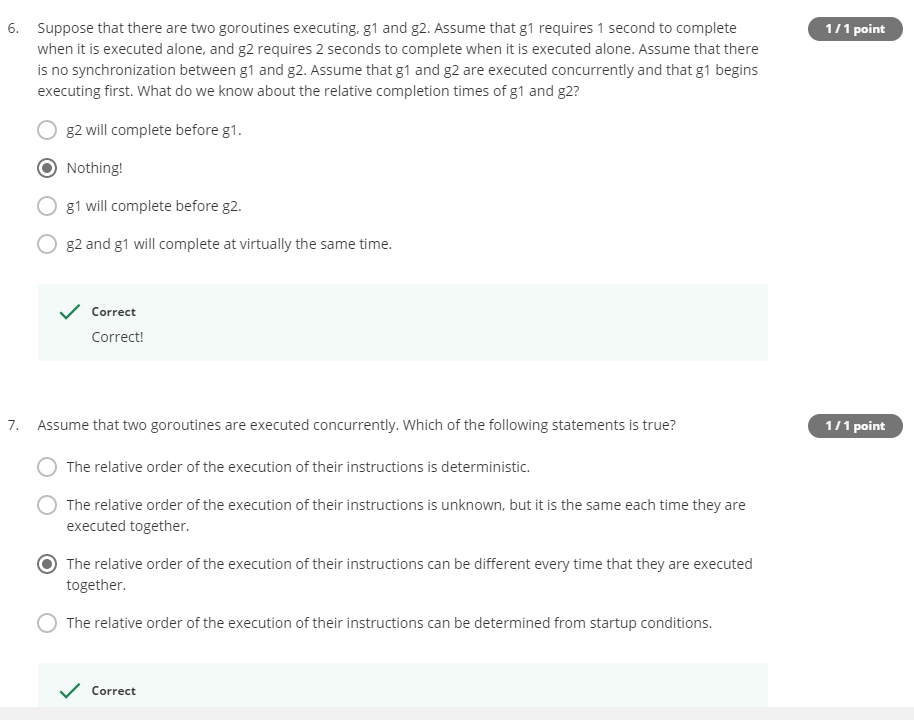 6. Suppose that there are two goroutines executing, g1 and g2. Assume that g1 requires 1 second to complete
1 / 1 point
when it is executed alone, and g2 requires 2 seconds to complete when it is executed alone. Assume that there
is no synchronization between g1 and g2. Assume that g1 and g2 are executed concurrently and that g1 begins
executing first. What do we know about the relative completion times of g1 and g2?
g2 will complete before g1.
Nothing!
g1 will complete before g2.
g2 and g1 will complete at virtually the same time.
Correct
Correct!
7. Assume that two goroutines are executed concurrently. Which of the following statements is true?
1 / 1 point
The relative order of the execution of their instructions is deterministic.
The relative order of the execution of their instructions is unknown, but it is the same each time they are
executed together.
The relative order of the execution of their instructions can be different every time that they are executed
together.
The relative order of the execution of their instructions can be determined from startup conditions.
Correct